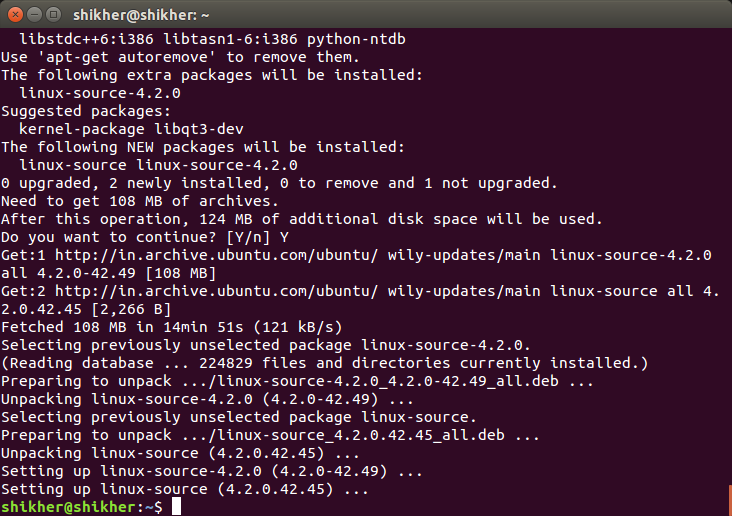 shikher@shikher: ~
libstdc++6:i386 libtasn1-6:i386 python-ntdb
Use 'apt-get autoremove' to remove them.
The following extra packages will be installed:
linux-source-4.2.0
Suggested packages:
kernel-package libqt3-dev
The following NEW packages will be installed:
linux-source linux-source-4.2.0
0 upgraded, 2 newly installed, 0 to remove and 1 not upgraded.
Need to get 108 MB of archives.
After this operation, 124 MB of additional disk space will be used.
Do you want to continue? [Y/n] Y
Get:1 http://in.archive.ubuntu.com/ubuntu/ wily-updates/main linux-source-4.2.0
all 4.2.0-42.49 [108 MB]
Get:2 http://in.archive.ubuntu.com/ubuntu/ wily-updates/main linux-source all 4.
2.0.42.45 [2,266 B]
Fetched 108 MB in 14min 51s (121 kB/s)
Selecting previously unselected package linux-source-4.2.0.
(Reading database ... 224829 files and directories currently installed.)
Preparing to unpack .../linux-source-4.2.0_4.2.0-42.49_all.deb ...
Unpacking linux-source-4.2.0 (4.2.0-42.49) ...
Selecting previously unselected package linux-source.
Preparing to unpack .../linux-source_4.2.0.42.45_all.deb ...
Unpacking linux-source (4.2.0.42.45) ...
Setting up linux-source-4.2.0 (4.2.0-42.49) ...
Setting up linux-source (4.2.0.42.45) ...
shikher@shikher:~$